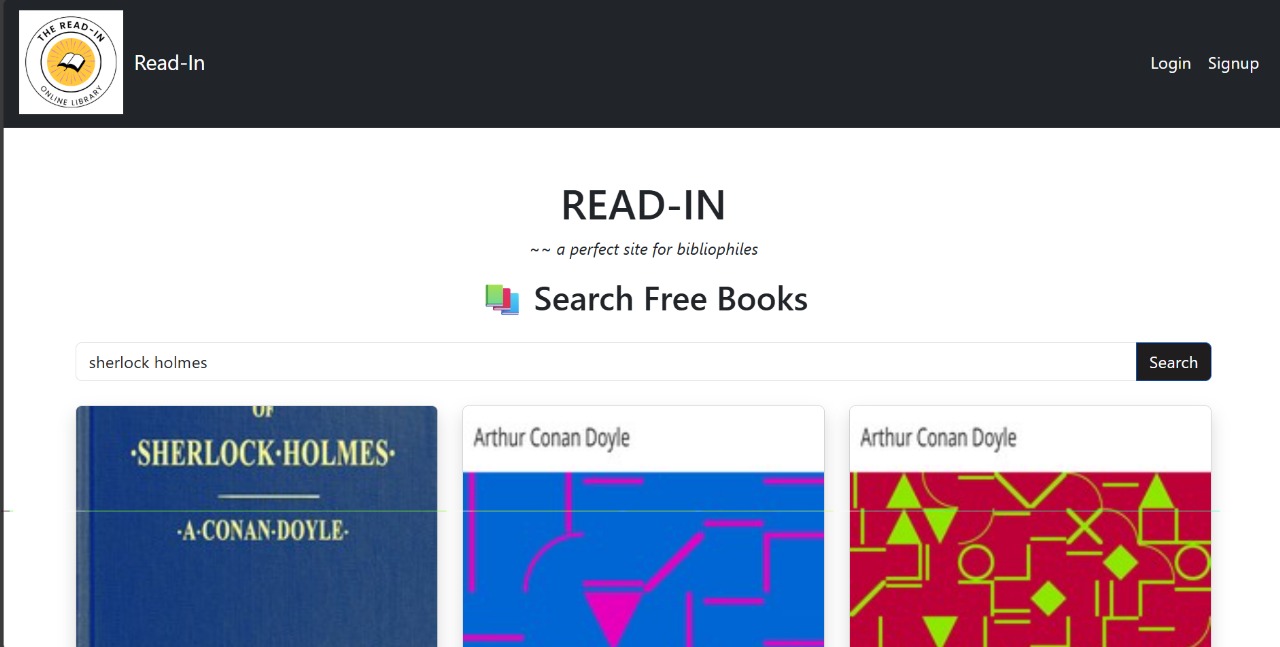 THE READ-IN
ONLINE LIBRARY
Read-In
Login
Signup
READ-IN
~~ a perfect site for bibliophiles
Search Free Books
sherlock holmes
Search
OF
·SHERLOCK·HOLMES·
·A·CONAN·DOYLE·
Arthur Conan Doyle
Arthur Conan Doyle